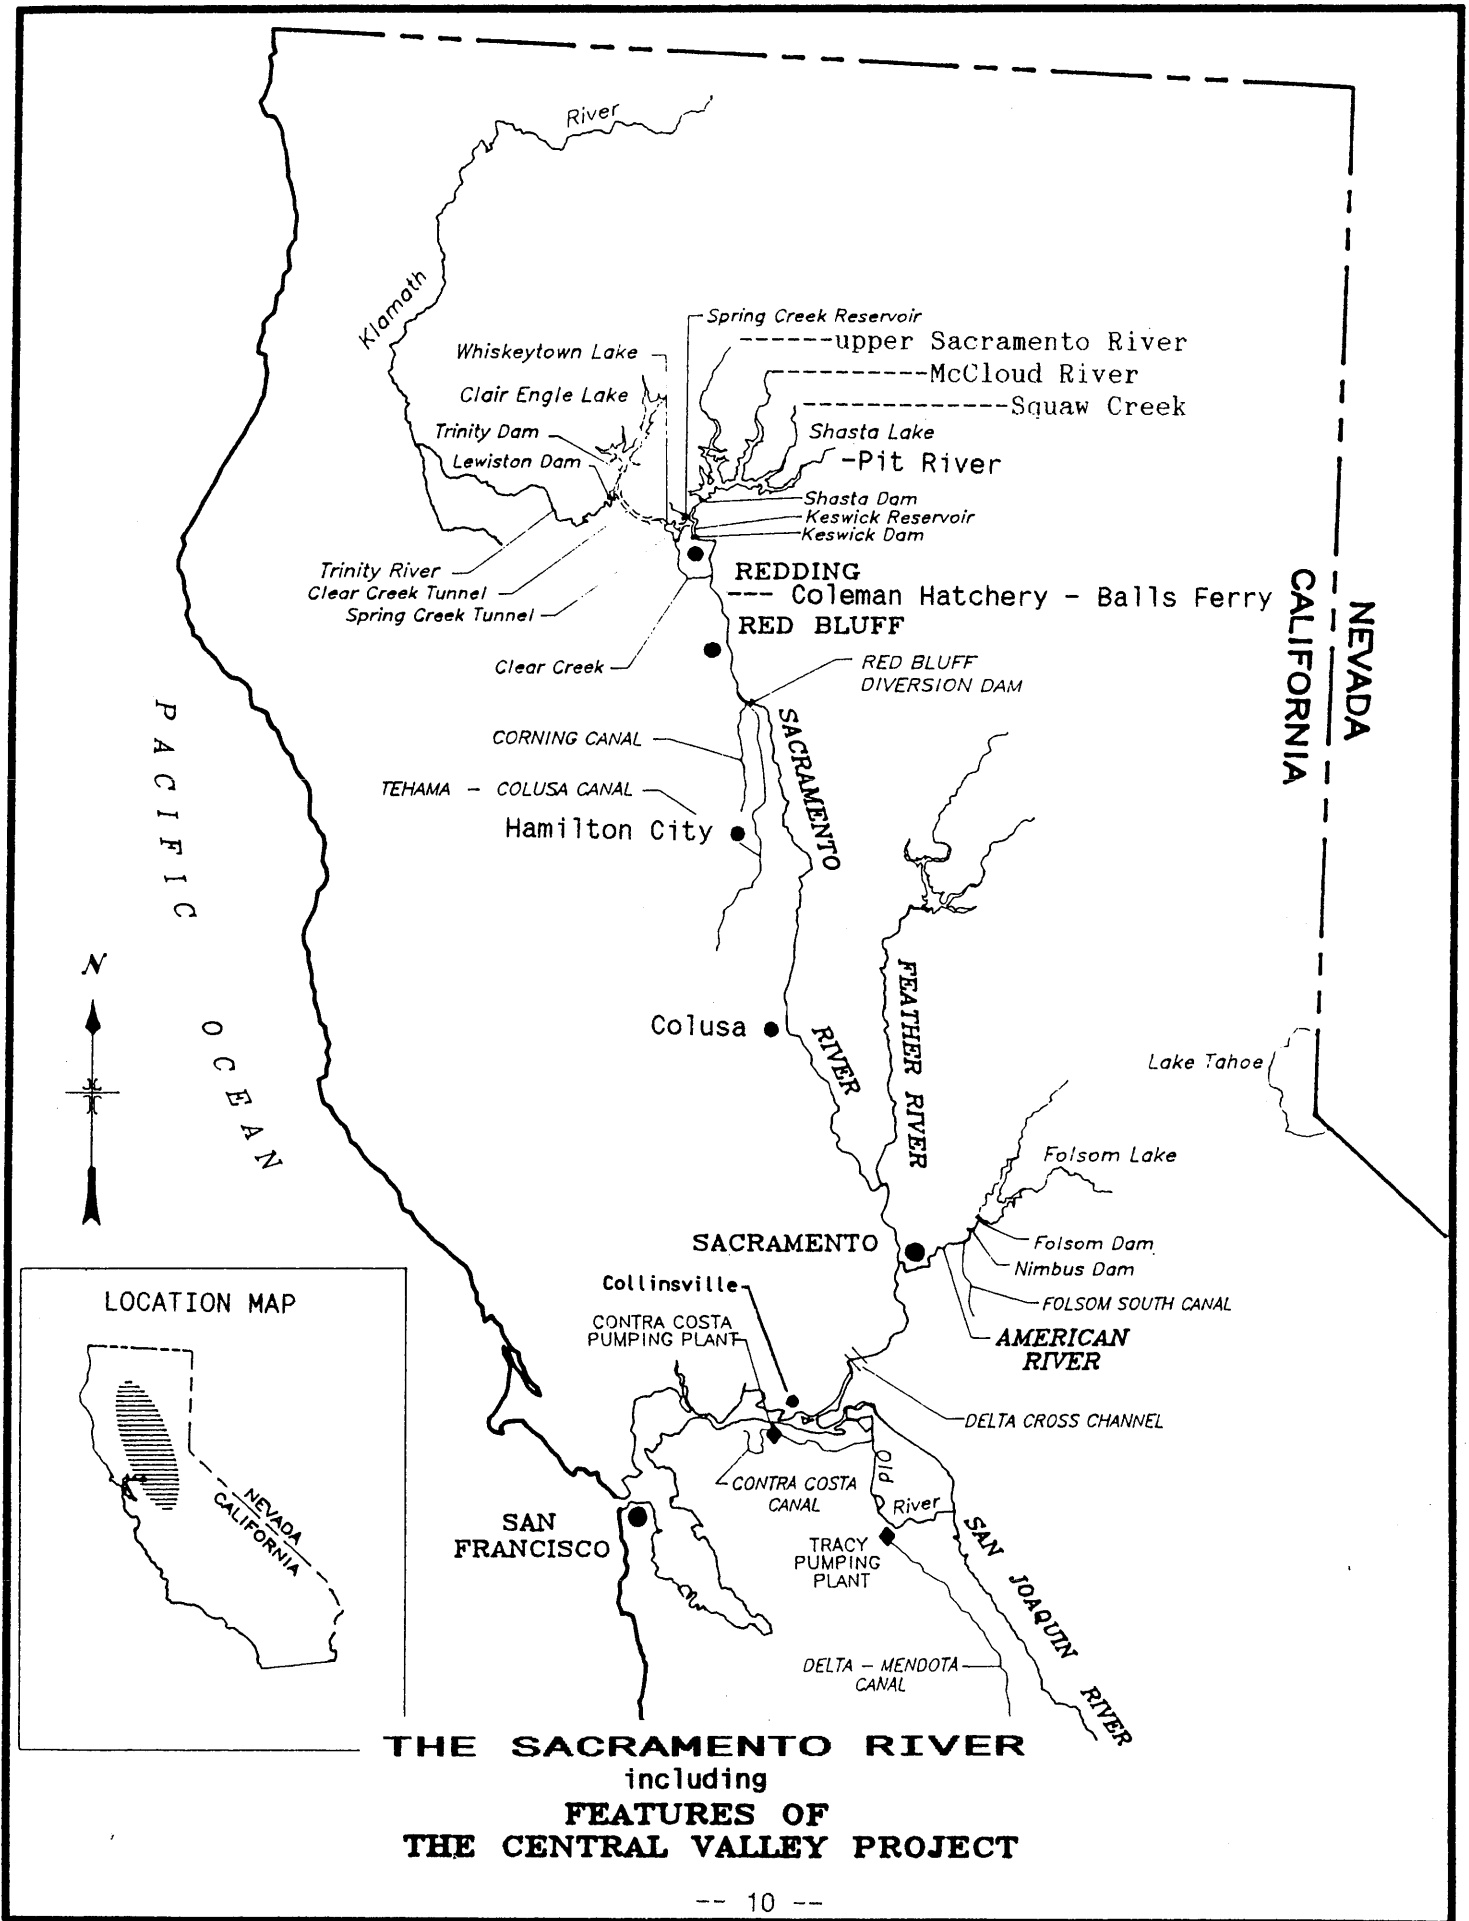 River
Klamath
Spring Creek Reservoir
------upper Sacramento River
Whiskeytown Lake
---------McCloud River
Clair Engle Lake
------------Squaw Creek
Trinity Dam
Shasta Lake
Lewiston Dam
-Pit River
Shasta Dam
Keswick Reservoir
Keswick Dam
Trinity River
Clear Creek Tunnel
Spring Creek Tunnel
REDDING
--- Coleman Hatchery - Balls Ferry
RED BLUFF
Clear Creek
RED BLUFF
DIVERSION DAM
NEVADA
CALIFORNIA
CORNING CANAL
TEHAMA - COLUSA CANAL
Hamilton City
SACRAMENTO
RIVER
PACIFIC
OCEAN
N
FEATHER RIVER
Colusa
Lake Tahoe
Folsom Lake
SACRAMENTO
Folsom Dam
Nimbus Dam
FOLSOM SOUTH CANAL
AMERICAN
RIVER
Collinsville
CONTRA COSTA
PUMPING PLANT
DELTA CROSS CHANNEL
CONTRA COSTA
CANAL
Old
River
SAN
FRANCISCO
TRACY
PUMPING
PLANT
SAN JOAQUIN RIVER
DELTA - MENDOTA
CANAL
LOCATION MAP
NEVADA
CALIFORNIA
THE SACRAMENTO RIVER
including
FEATURES OF
THE CENTRAL VALLEY PROJECT
-- 10 --